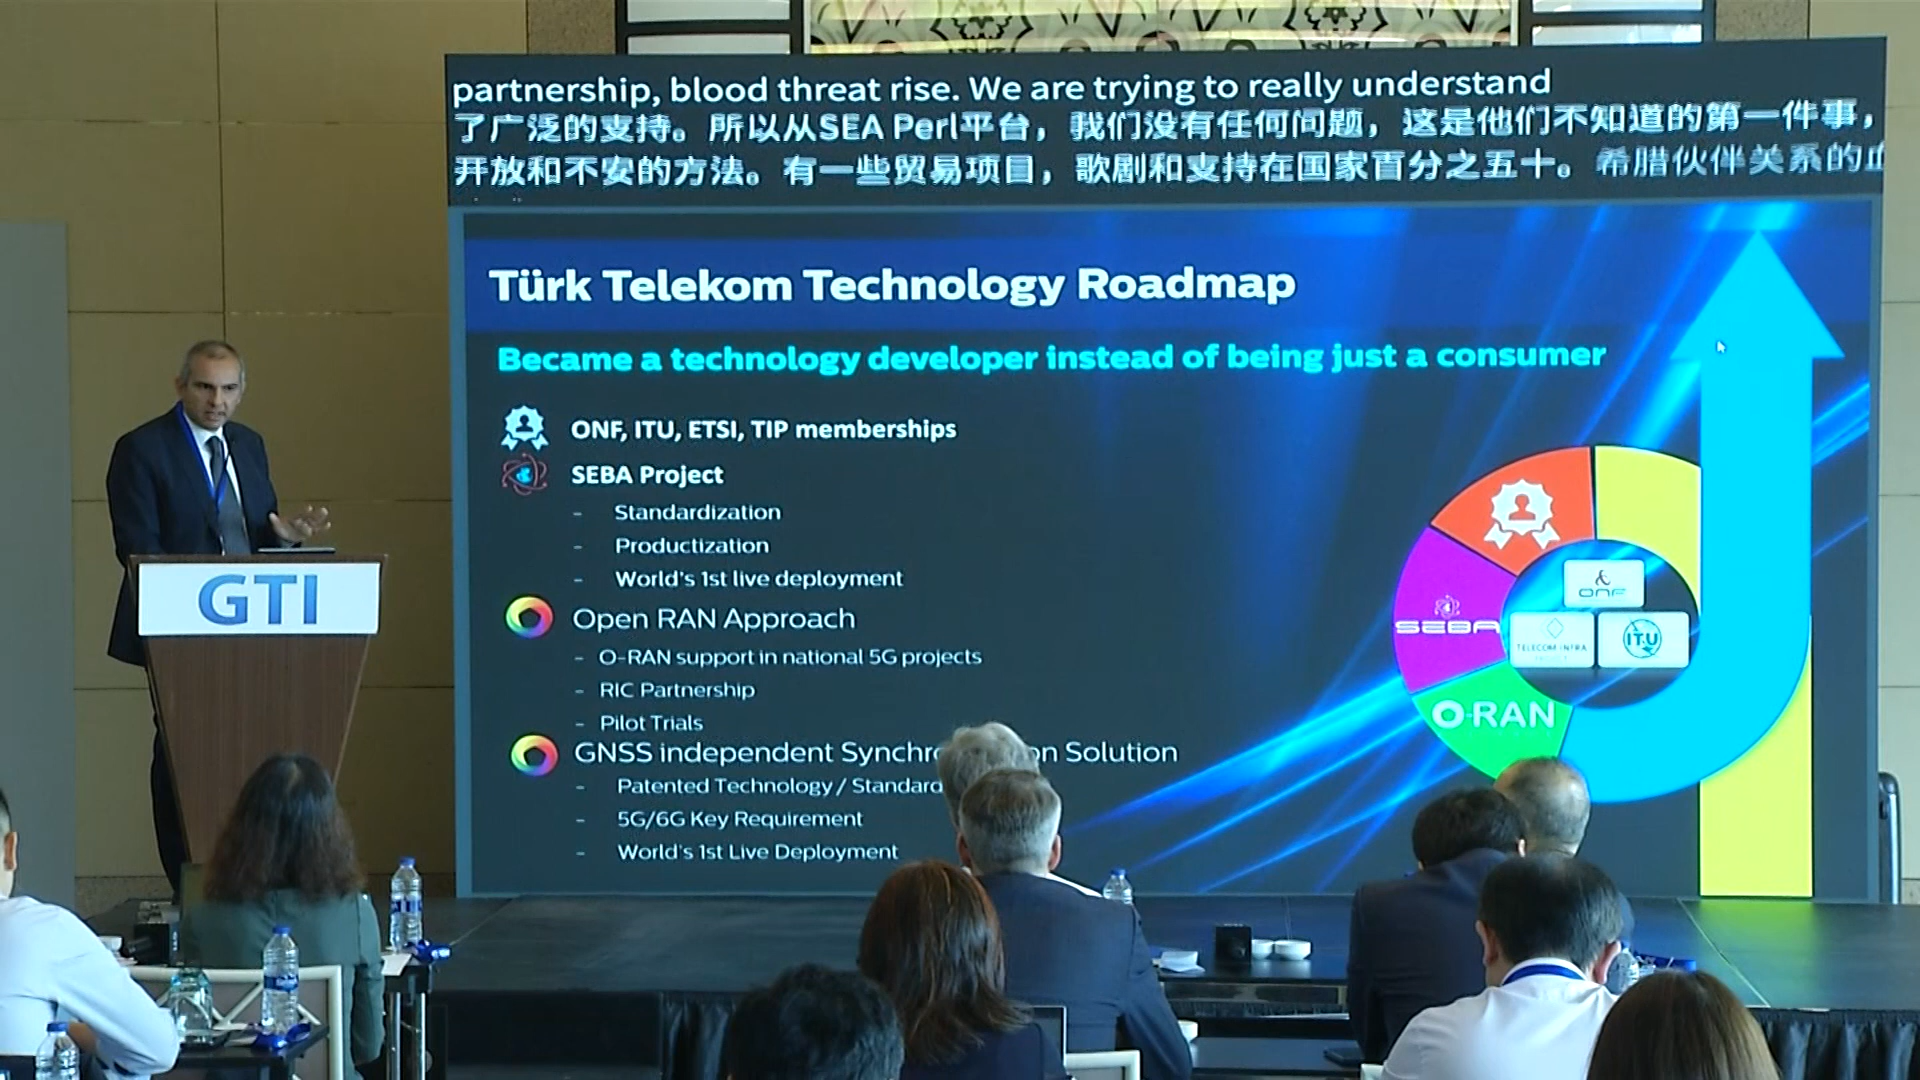 partnership, blood threat rise. We are trying to really understand
了广泛的支持。所以从SEA Perl平台，我们没有任何问题，这是他们不知道的第一件事，
开放和不安的方法。有一些贸易项目，歌剧和支持在国家百分之五十。希腊伙伴关系的血
Türk Telekom Technology Roadmap
Became a technology developer instead of being just a consumer
ONF, ITU, ETSI, TIP memberships
SEBA Project
- Standardization
- Productization
- World's 1st live deployment
Open RAN Approach
- O-RAN support in national 5G projects
- RIC Partnership
- Pilot Trials
GNSS independent Synchr on Solution
- Patented Technology / Standard
- 5G/6G Key Requirement
- World's 1st Live Deployment
ONF
SEBA
TELECOM INFRA
ITU
O-RAN
GTI